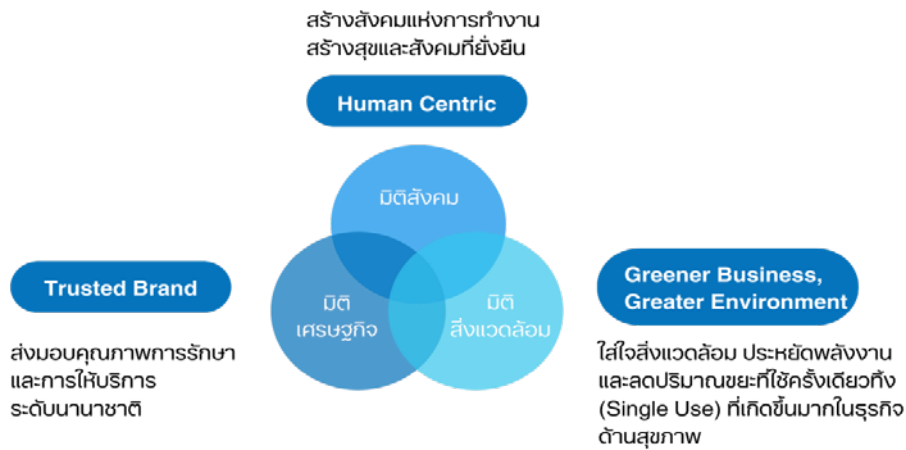 สร้างสังคมแห่งการทำงาน
สร้างสุขและสังคมที่ยั่งยืน
Human Centric
มิติสังคม
Trusted Brand
มิติ
เศรษฐกิจ
มิติ
สิ่งแวดล้อม
Greener Business,
Greater Environment
ส่งมอบคุณภาพการรักษา
และการให้บริการ
ระดับนานาชาติ
ใส่ใจสิ่งแวดล้อม ประหยัดพลังงาน
และลดปริมาณขยะที่ใช้ครั้งเดียวทิ้ง
(Single Use) ที่เกิดขึ้นมากในธุรกิจ
ด้านสุขภาพ